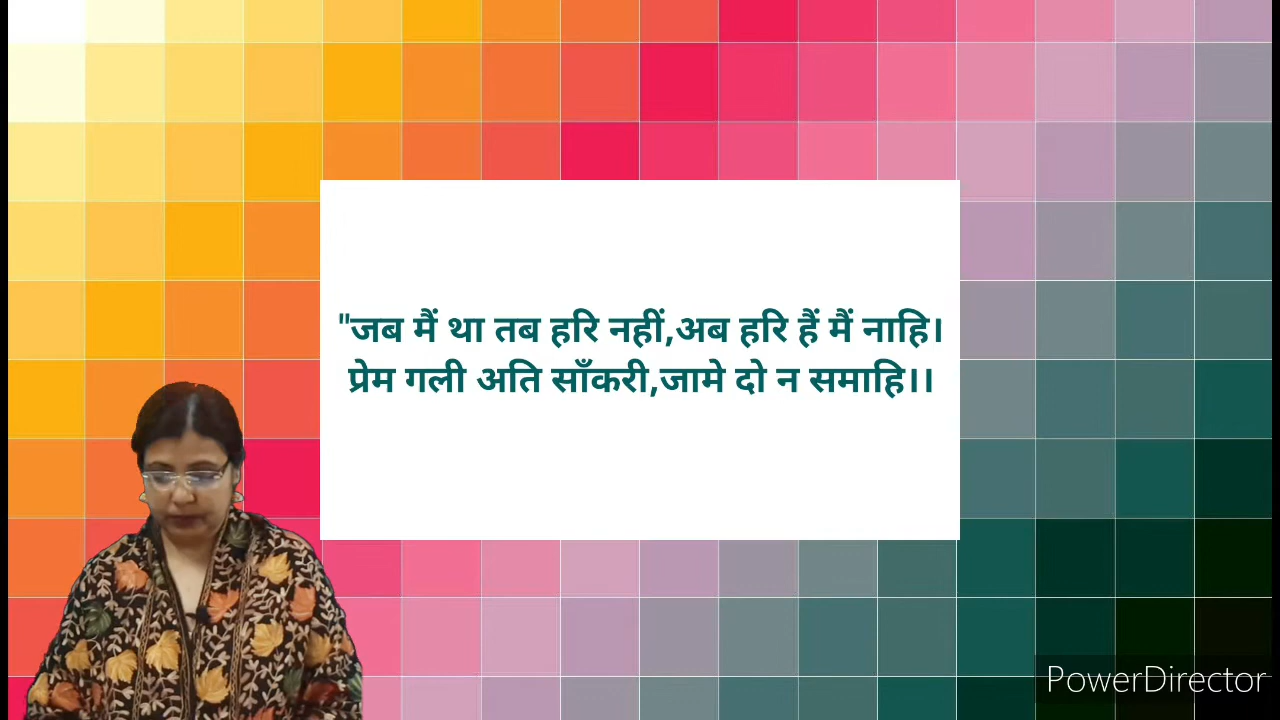 "जब मैं था तब हरि नहीं,अब हरि हैं मैं नाहि।
प्रेम गली अति साँकरी,जामे दो न समाहि।।
PowerDirector